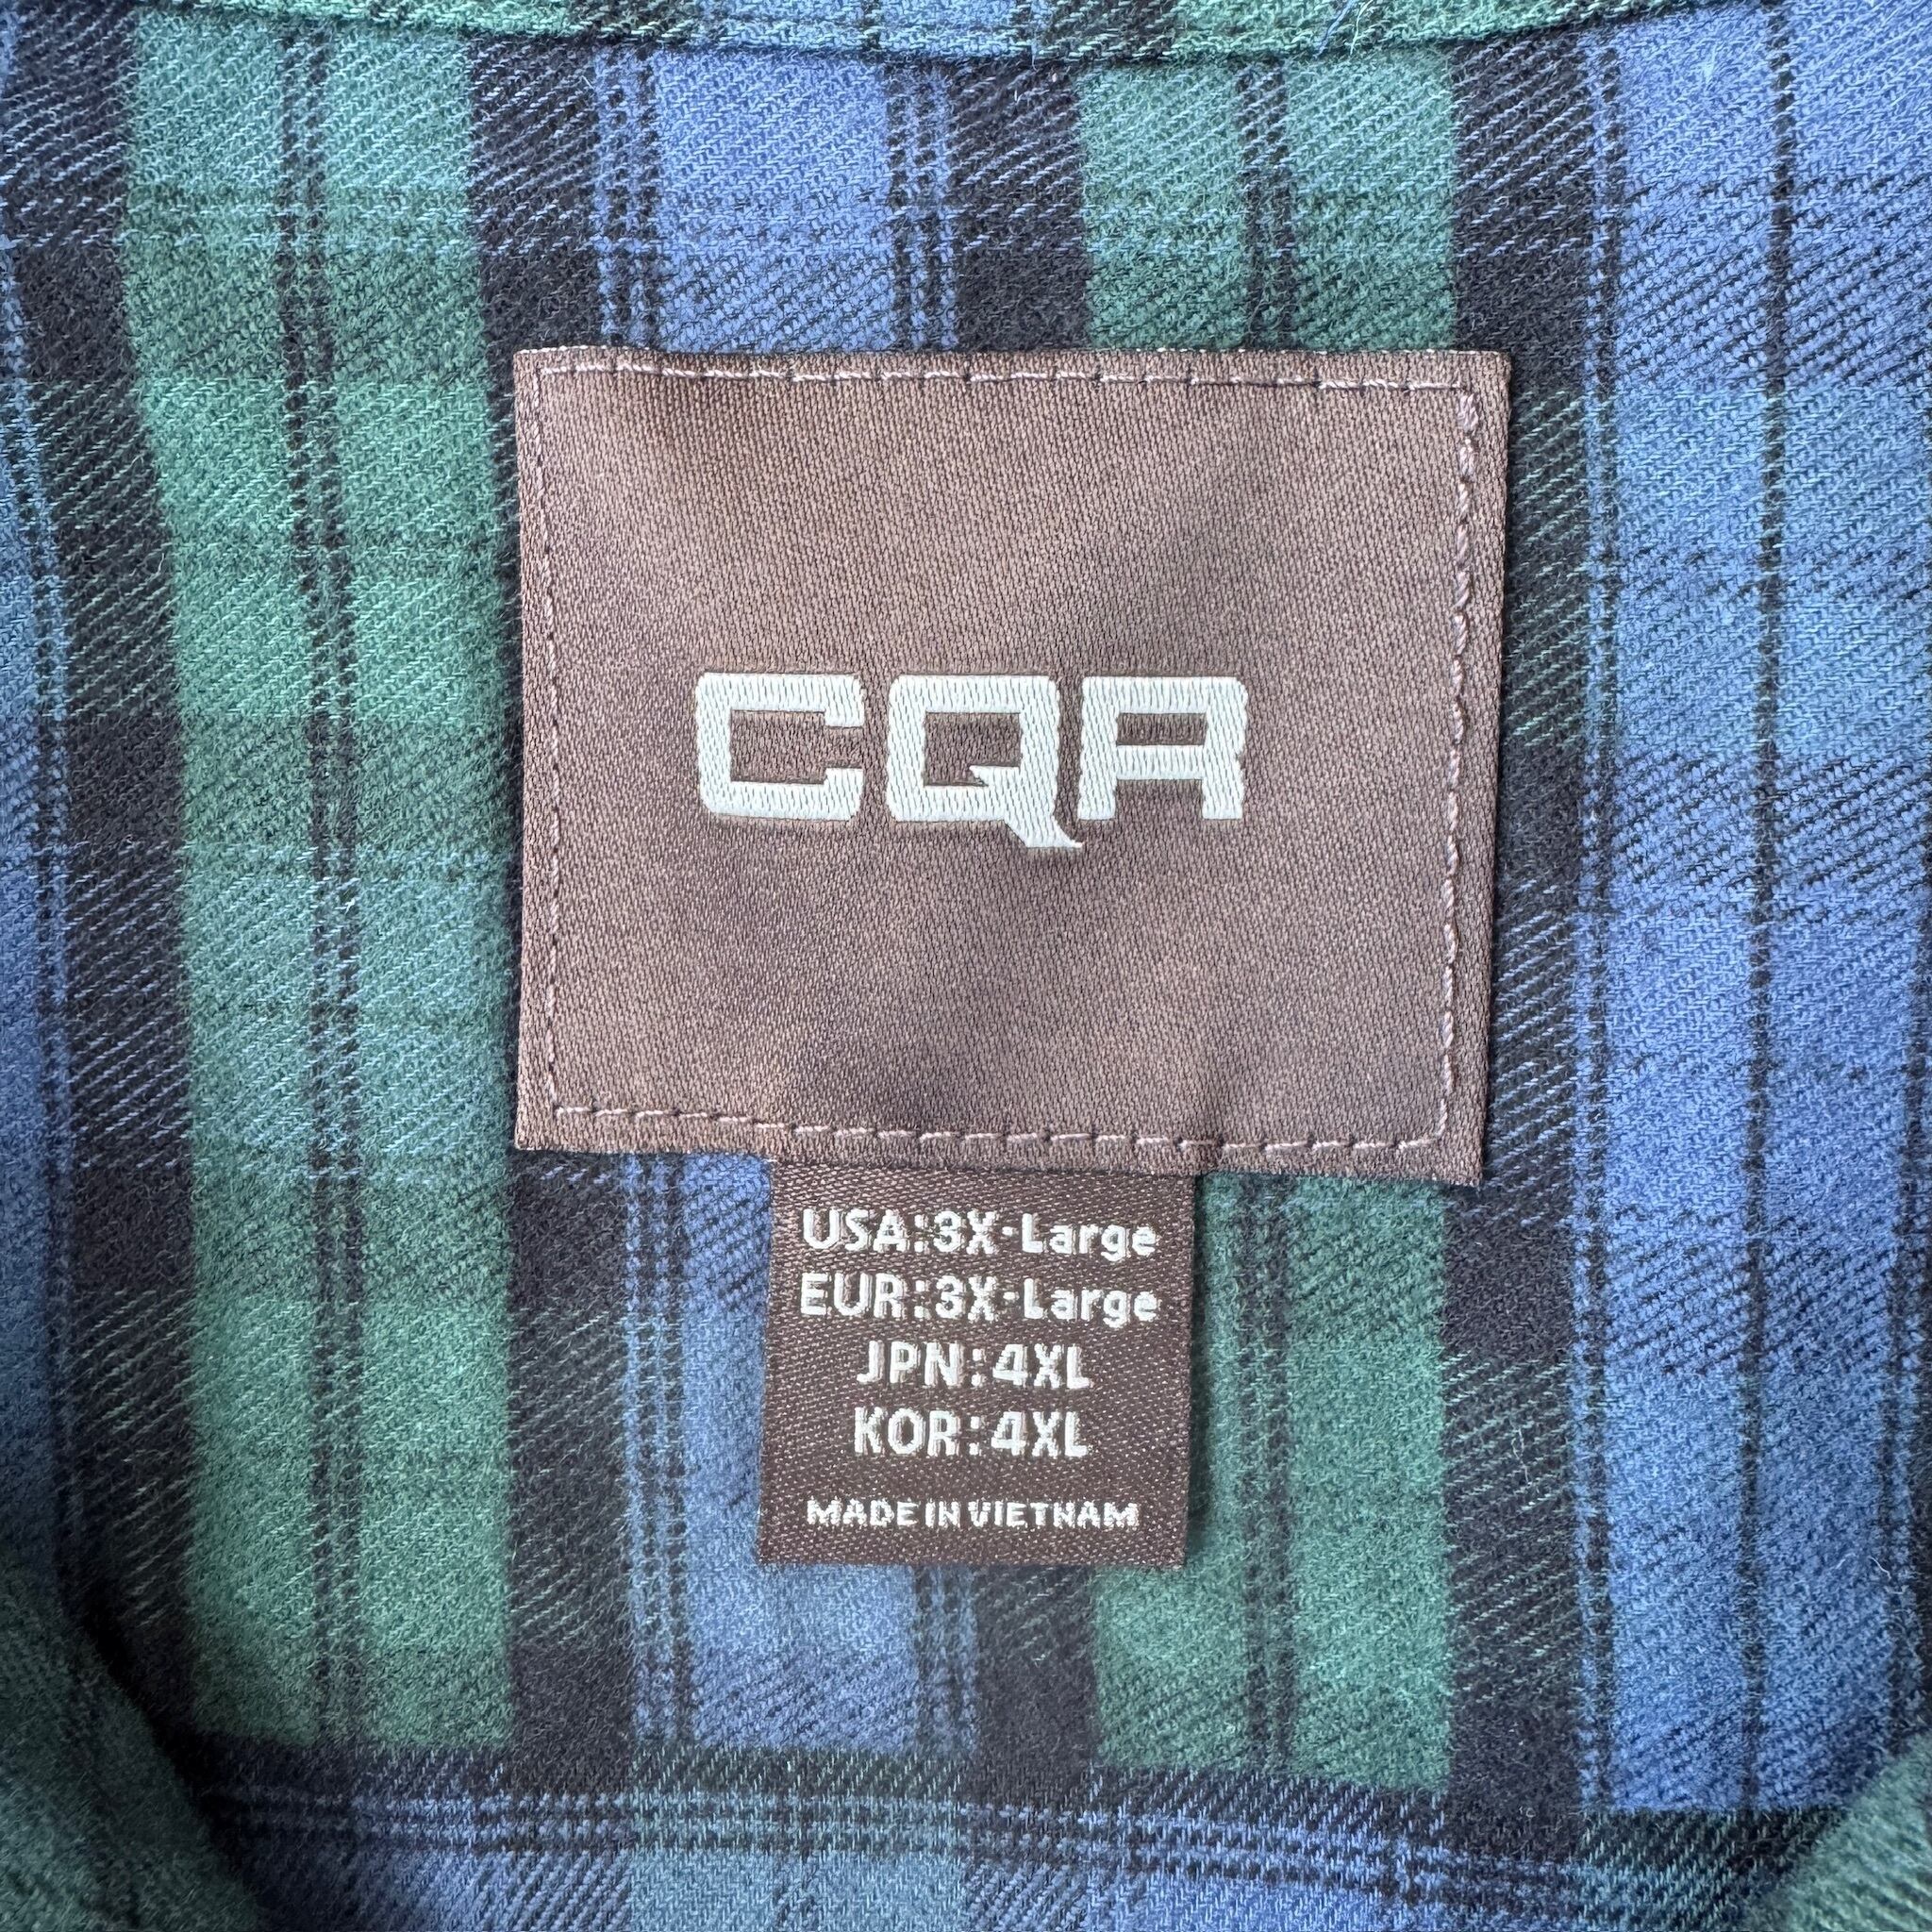 CQR
USA:3X-Large
EUR:3X-Large
JPN:4XL
KOR:4XL
MADE IN VIETNAM